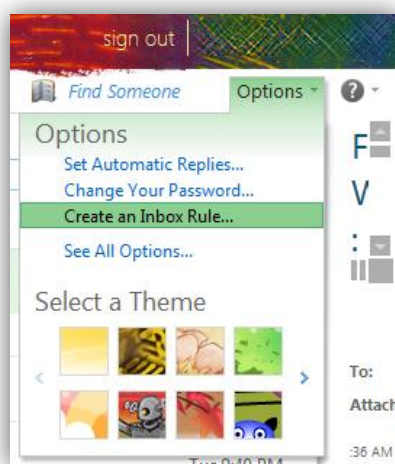 sign out
Find Someone
Options
Options
Set Automatic Replies...
Change Your Password...
Create an Inbox Rule...
See All Options...
Select a Theme
F
V
:
To:
Attach
:36 AM